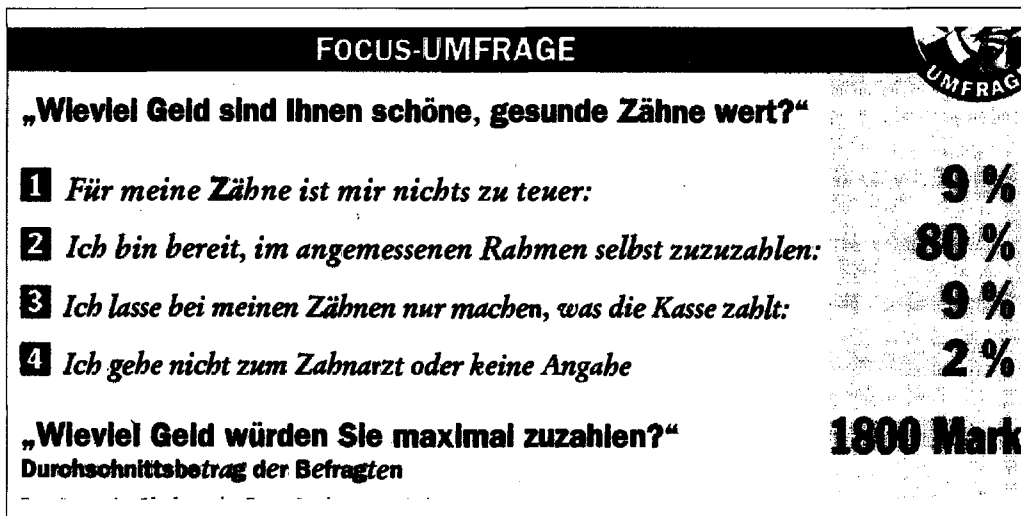 FOCUS-UMFRAGE
UMFRAGE
„Wieviel Geld sind Ihnen schöne, gesunde Zähne wert?“
1 Für meine Zähne ist mir nichts zu teuer: 9 %
2 Ich bin bereit, im angemessenen Rahmen selbst zuzuzahlen: 80 %
3 Ich lasse bei meinen Zähnen nur machen, was die Kasse zahlt: 9 %
4 Ich gehe nicht zum Zahnarzt oder keine Angabe 2 %
„Wieviel Geld würden Sie maximal zuzahlen?“ 1800 Mark
Durchschnittsbetrag der Befragten